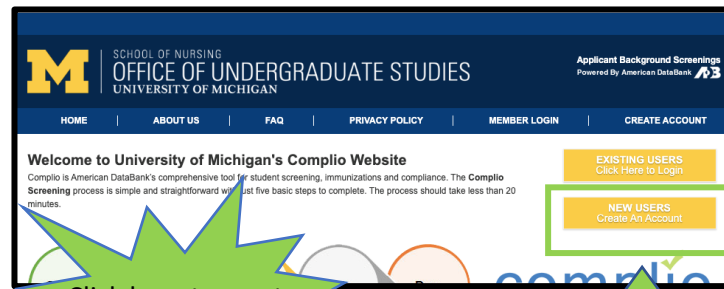 M
SCHOOL OF NURSING
OFFICE OF UNDERGRADUATE STUDIES
UNIVERSITY OF MICHIGAN
Applicant Background Screenings
Powered By American DataBank ADB
HOME | ABOUT US | FAQ | PRIVACY POLICY | MEMBER LOGIN | CREATE ACCOUNT
Welcome to University of Michigan's Complio Website
Complio is American DataBank's comprehensive tool for student screening, immunizations and compliance. The Complio
Screening process is simple and straightforward with just five basic steps to complete. The process should take less than 20
minutes.
EXISTING USERS
Click Here to Login
NEW USERS
Create An Account
complio